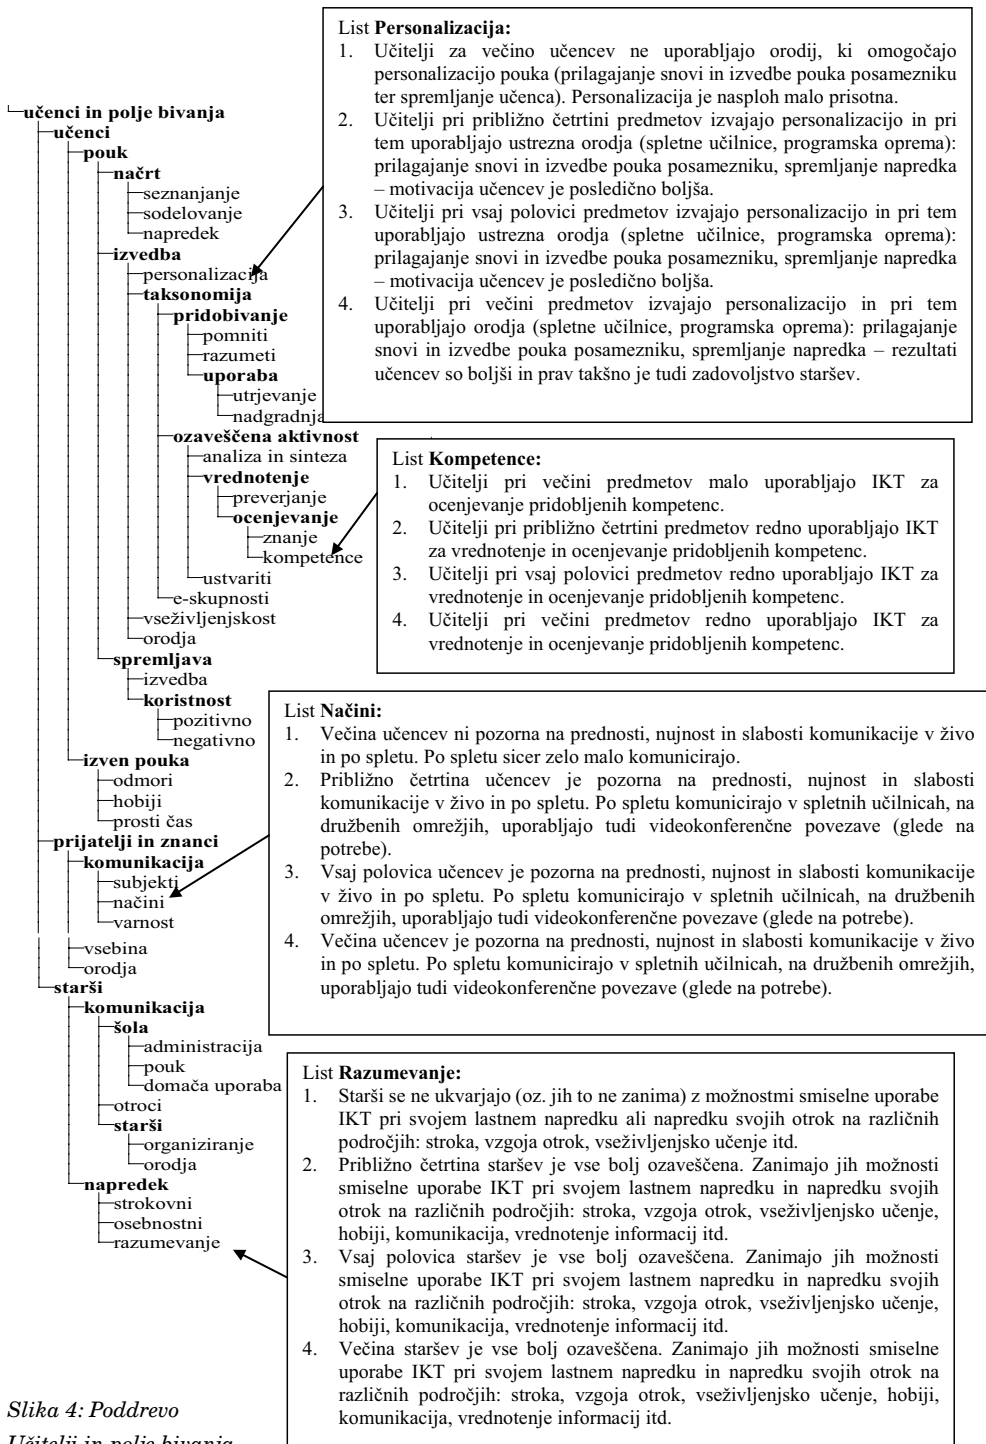 učenci in polje bivanja
učenci
pouk
načrt
seznanjanje
sodelovanje
napredek
izvedba
personalizacija
taksonomija
pridobivanje
pomniti
razumeti
uporaba
utrjevanje
nadgradnja
ozaveščena aktivnost
analiza in sinteza
vrednotenje
preverjanje
ocenjevanje
znanje
kompetence
ustvariti
e-skupnosti
vseživljenjskost
orodja
spremljava
izvedba
koristnost
pozitivno
negativno
izven pouka
odmori
hobiji
prosti čas
prijatelji in znanci
komunikacija
subjekti
načini
varnost
vsebina
orodja
starši
komunikacija
šola
administracija
pouk
domača uporaba
otroci
starši
organiziranje
orodja
napredek
strokovni
osebnostni
razumevanje
List Personalizacija:
1. Učitelji za večino učencev ne uporabljajo orodij, ki omogočajo
personalizacijo pouka (prilagajanje snovi in izvedbe pouka posamezniku
ter spremljanje učenca). Personalizacija je nasploh malo prisotna.
2. Učitelji pri približno četrtini predmetov izvajajo personalizacijo in pri
tem uporabljajo ustrezna orodja (spletne učilnice, programska oprema):
prilagajanje snovi in izvedbe pouka posamezniku, spremljanje napredka
– motivacija učencev je posledično boljša.
3. Učitelji pri vsaj polovici predmetov izvajajo personalizacijo in pri tem
uporabljajo ustrezna orodja (spletne učilnice, programska oprema):
prilagajanje snovi in izvedbe pouka posamezniku, spremljanje napredka
– motivacija učencev je posledično boljša.
4. Učitelji pri večini predmetov izvajajo personalizacijo in pri tem
uporabljajo orodja (spletne učilnice, programska oprema): prilagajanje
snovi in izvedbe pouka posamezniku, spremljanje napredka – rezultati
učencev so boljši in prav takšno je tudi zadovoljstvo staršev.
List Kompetence:
1. Učitelji pri večini predmetov malo uporabljajo IKT za
ocenjevanje pridobljenih kompetenc.
2. Učitelji pri približno četrtini predmetov redno uporabljajo IKT
za vrednotenje in ocenjevanje pridobljenih kompetenc.
3. Učitelji pri vsaj polovici predmetov redno uporabljajo IKT za
vrednotenje in ocenjevanje pridobljenih kompetenc.
4. Učitelji pri večini predmetov redno uporabljajo IKT za
vrednotenje in ocenjevanje pridobljenih kompetenc.
List Načini:
1. Večina učencev ni pozorna na prednosti, nujnost in slabosti komunikacije v živo
in po spletu. Po spletu sicer zelo malo komunicirajo.
2. Približno četrtina učencev je pozorna na prednosti, nujnost in slabosti
komunikacije v živo in po spletu. Po spletu komunicirajo v spletnih učilnicah, na
družbenih omrežjih, uporabljajo tudi videokonferenčne povezave (glede na
potrebe).
3. Vsaj polovica učencev je pozorna na prednosti, nujnost in slabosti komunikacije
v živo in po spletu. Po spletu komunicirajo v spletnih učilnicah, na družbenih
omrežjih, uporabljajo tudi videokonferenčne povezave (glede na potrebe).
4. Večina učencev je pozorna na prednosti, nujnost in slabosti komunikacije v živo
in po spletu. Po spletu komunicirajo v spletnih učilnicah, na družbenih omrežjih,
uporabljajo tudi videokonferenčne povezave (glede na potrebe).
List Razumevanje:
1. Starši se ne ukvarjajo (oz. jih to ne zanima) z možnostmi smiselne uporabe
IKT pri svojem lastnem napredku ali napredku svojih otrok na različnih
področjih: stroka, vzgoja otrok, vseživljenjsko učenje itd.
2. Približno četrtina staršev je vse bolj ozaveščena. Zanimajo jih možnosti
smiselne uporabe IKT pri svojem lastnem napredku in napredku svojih
otrok na različnih področjih: stroka, vzgoja otrok, vseživljenjsko učenje,
hobiji, komunikacija, vrednotenje informacij itd.
3. Vsaj polovica staršev je vse bolj ozaveščena. Zanimajo jih možnosti
smiselne uporabe IKT pri svojem lastnem napredku in napredku svojih
otrok na različnih področjih: stroka, vzgoja otrok, vseživljenjsko učenje,
hobiji, komunikacija, vrednotenje informacij itd.
4. Večina staršev je vse bolj ozaveščena. Zanimajo jih možnosti smiselne
uporabe IKT pri svojem lastnem napredku in napredku svojih otrok na
različnih področjih: stroka, vzgoja otrok, vseživljenjsko učenje, hobiji,
komunikacija, vrednotenje informacij itd.
Slika 4: Poddrevo
Učitelji in polje bivanja